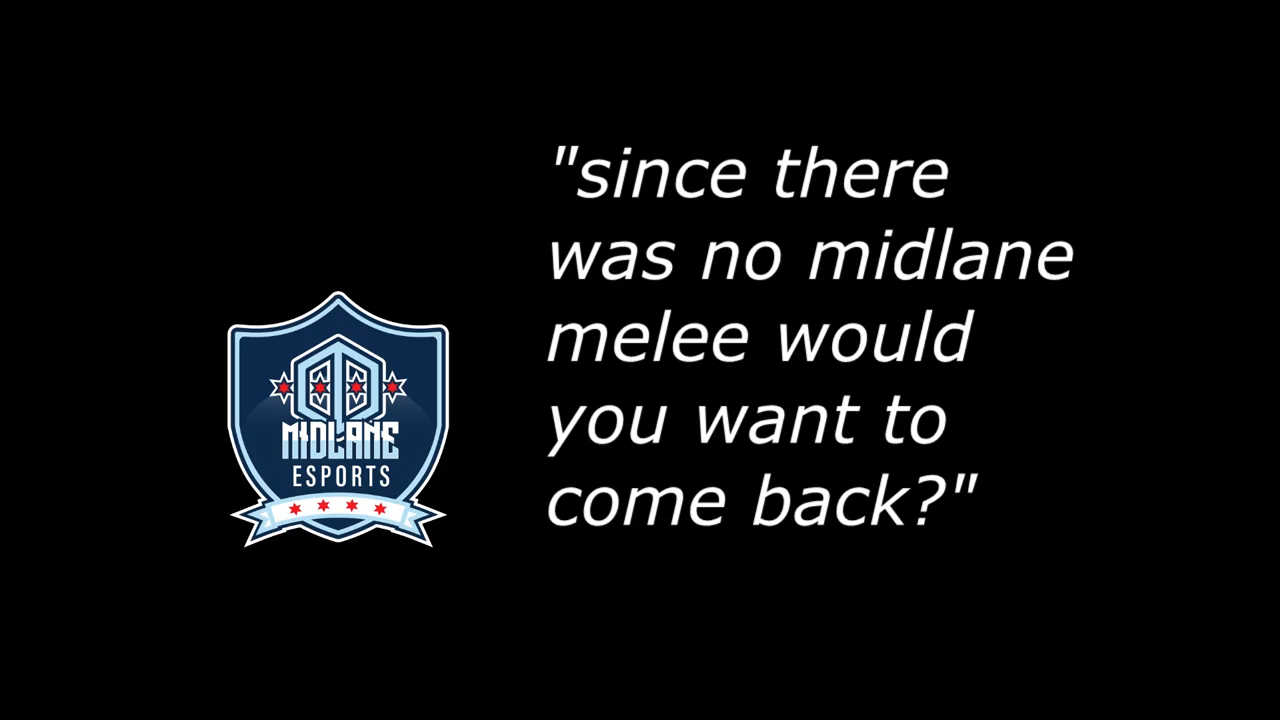 "since there
was no midlane
melee would
you want to
come back?"
MIDLANE
ESPORTS